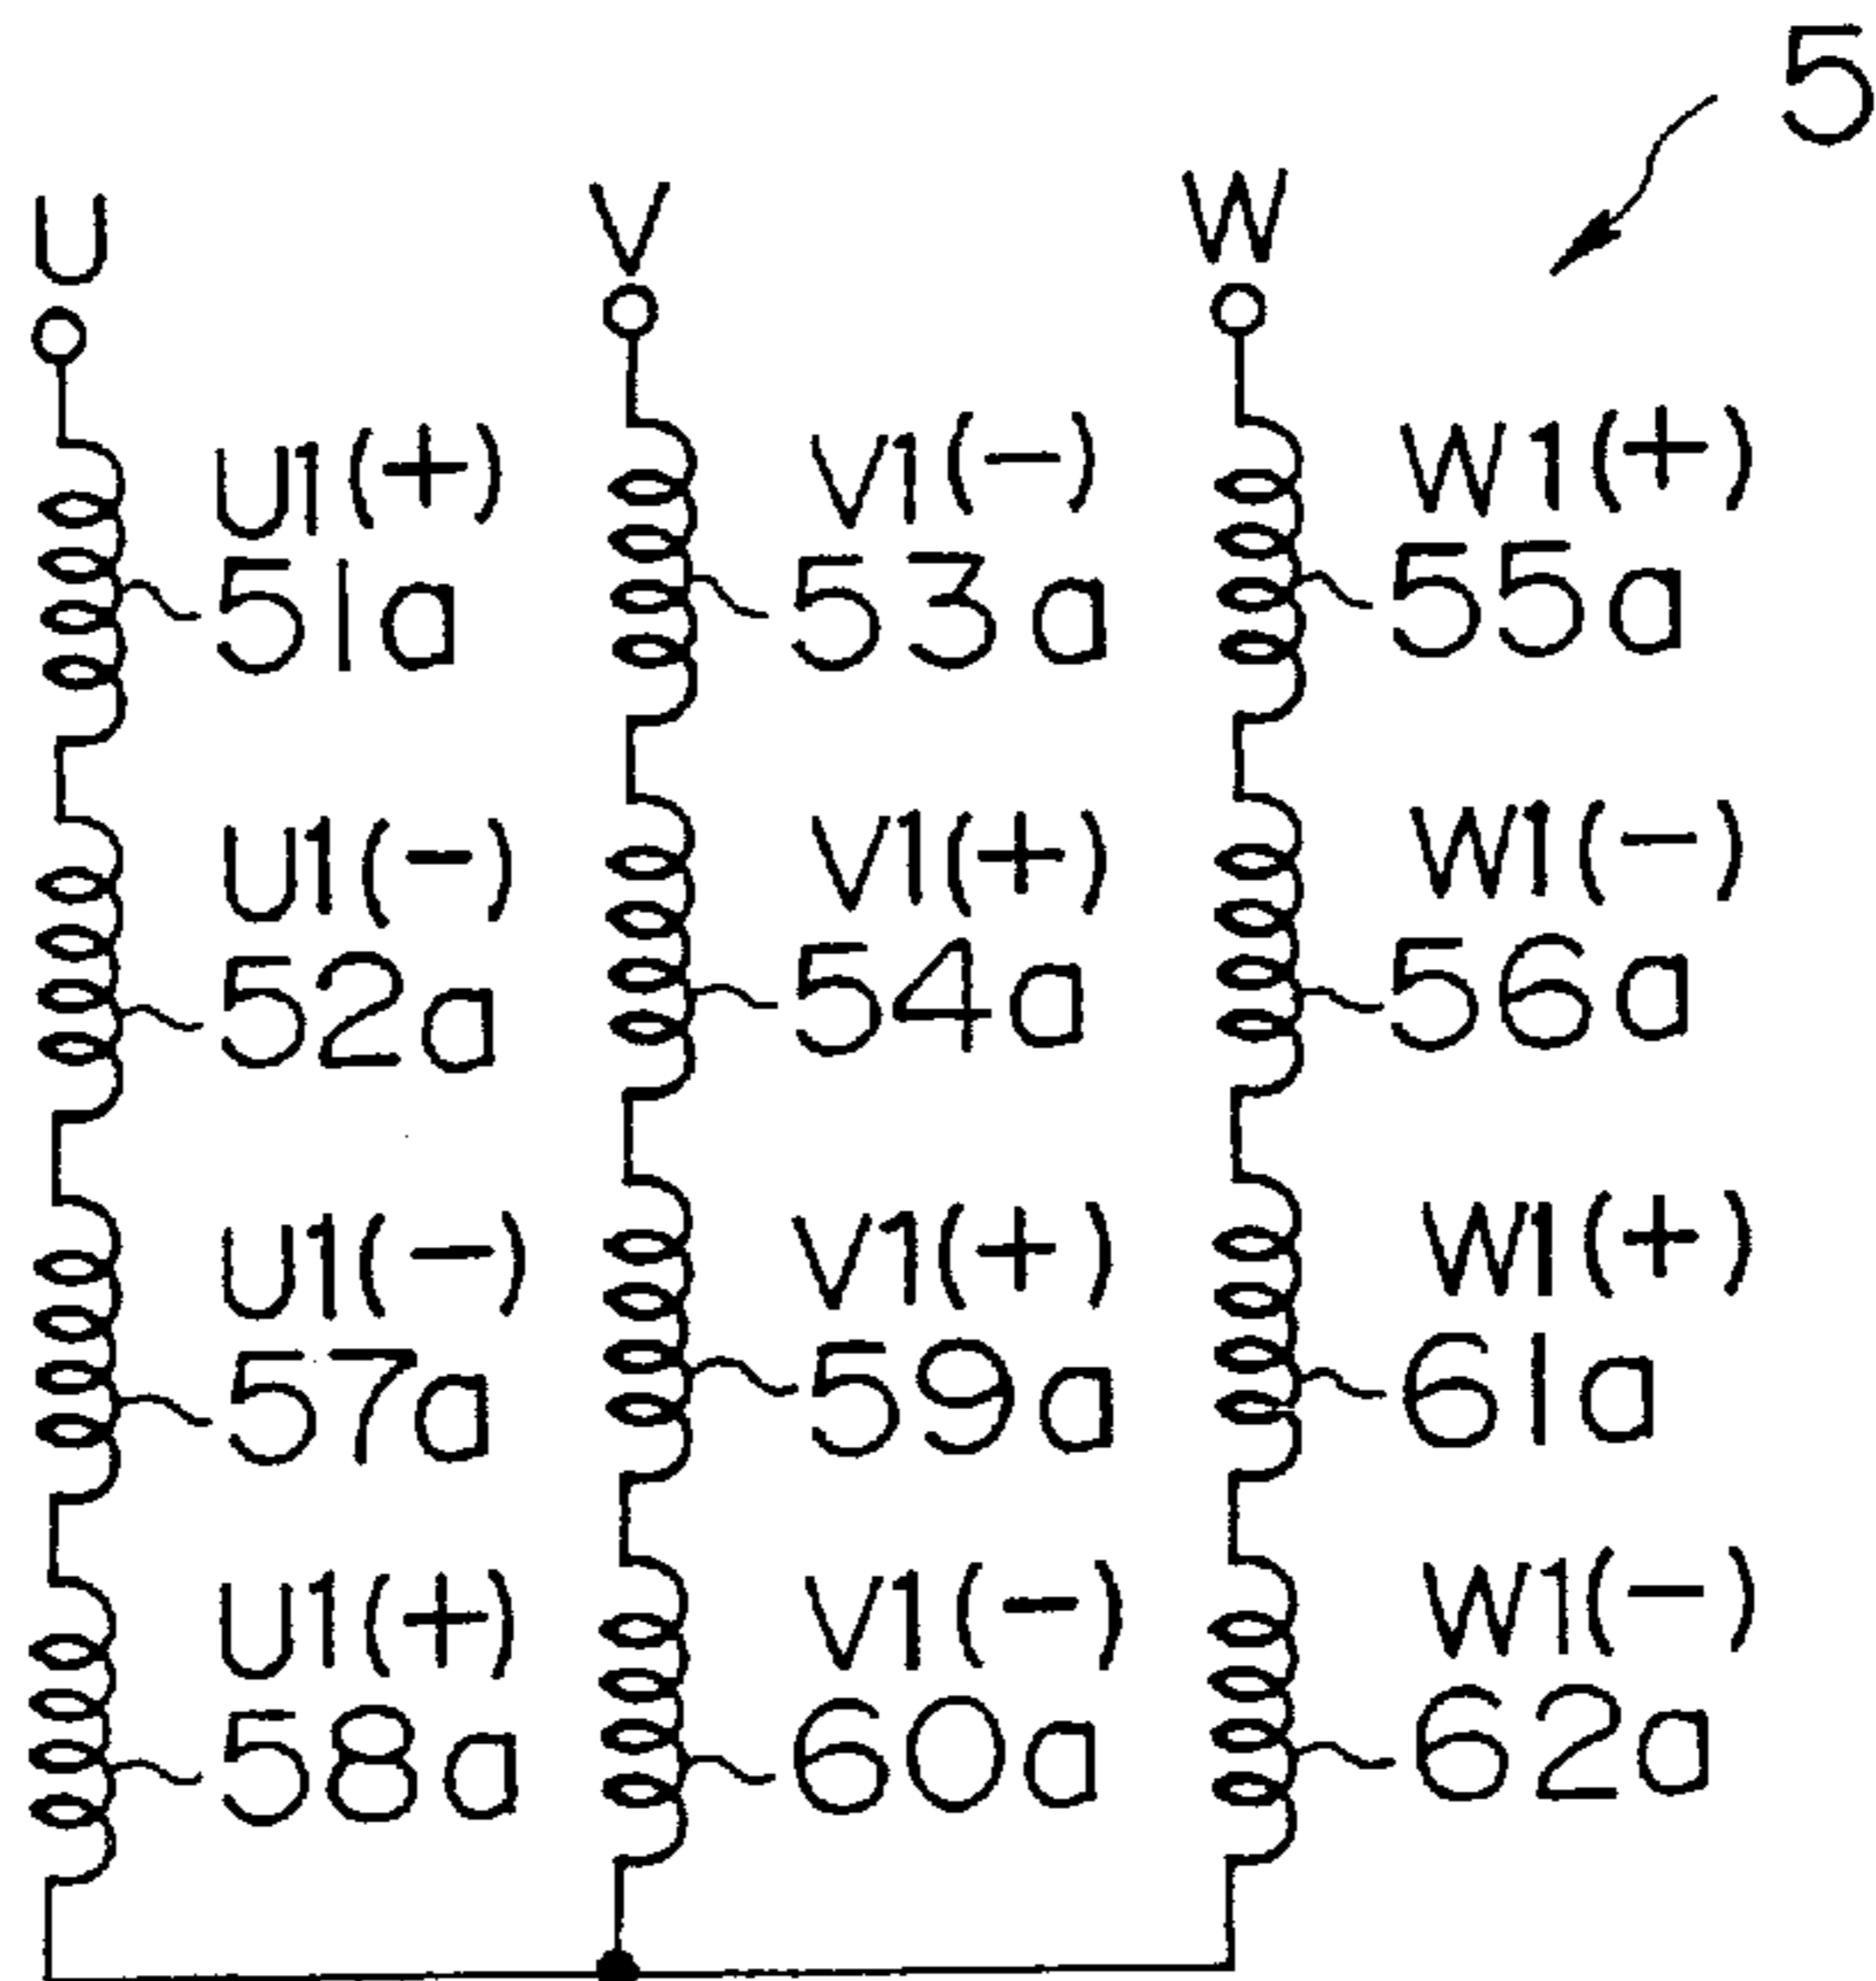 5
U V W
U1(+) V1(-) W1(+)
51a 53a 55a
U1(-) V1(+) W1(-)
52a 54a 56a
U1(-) V1(+) W1(+)
57a 59a 61a
U1(+) V1(-) W1(-)
58a 60a 62a